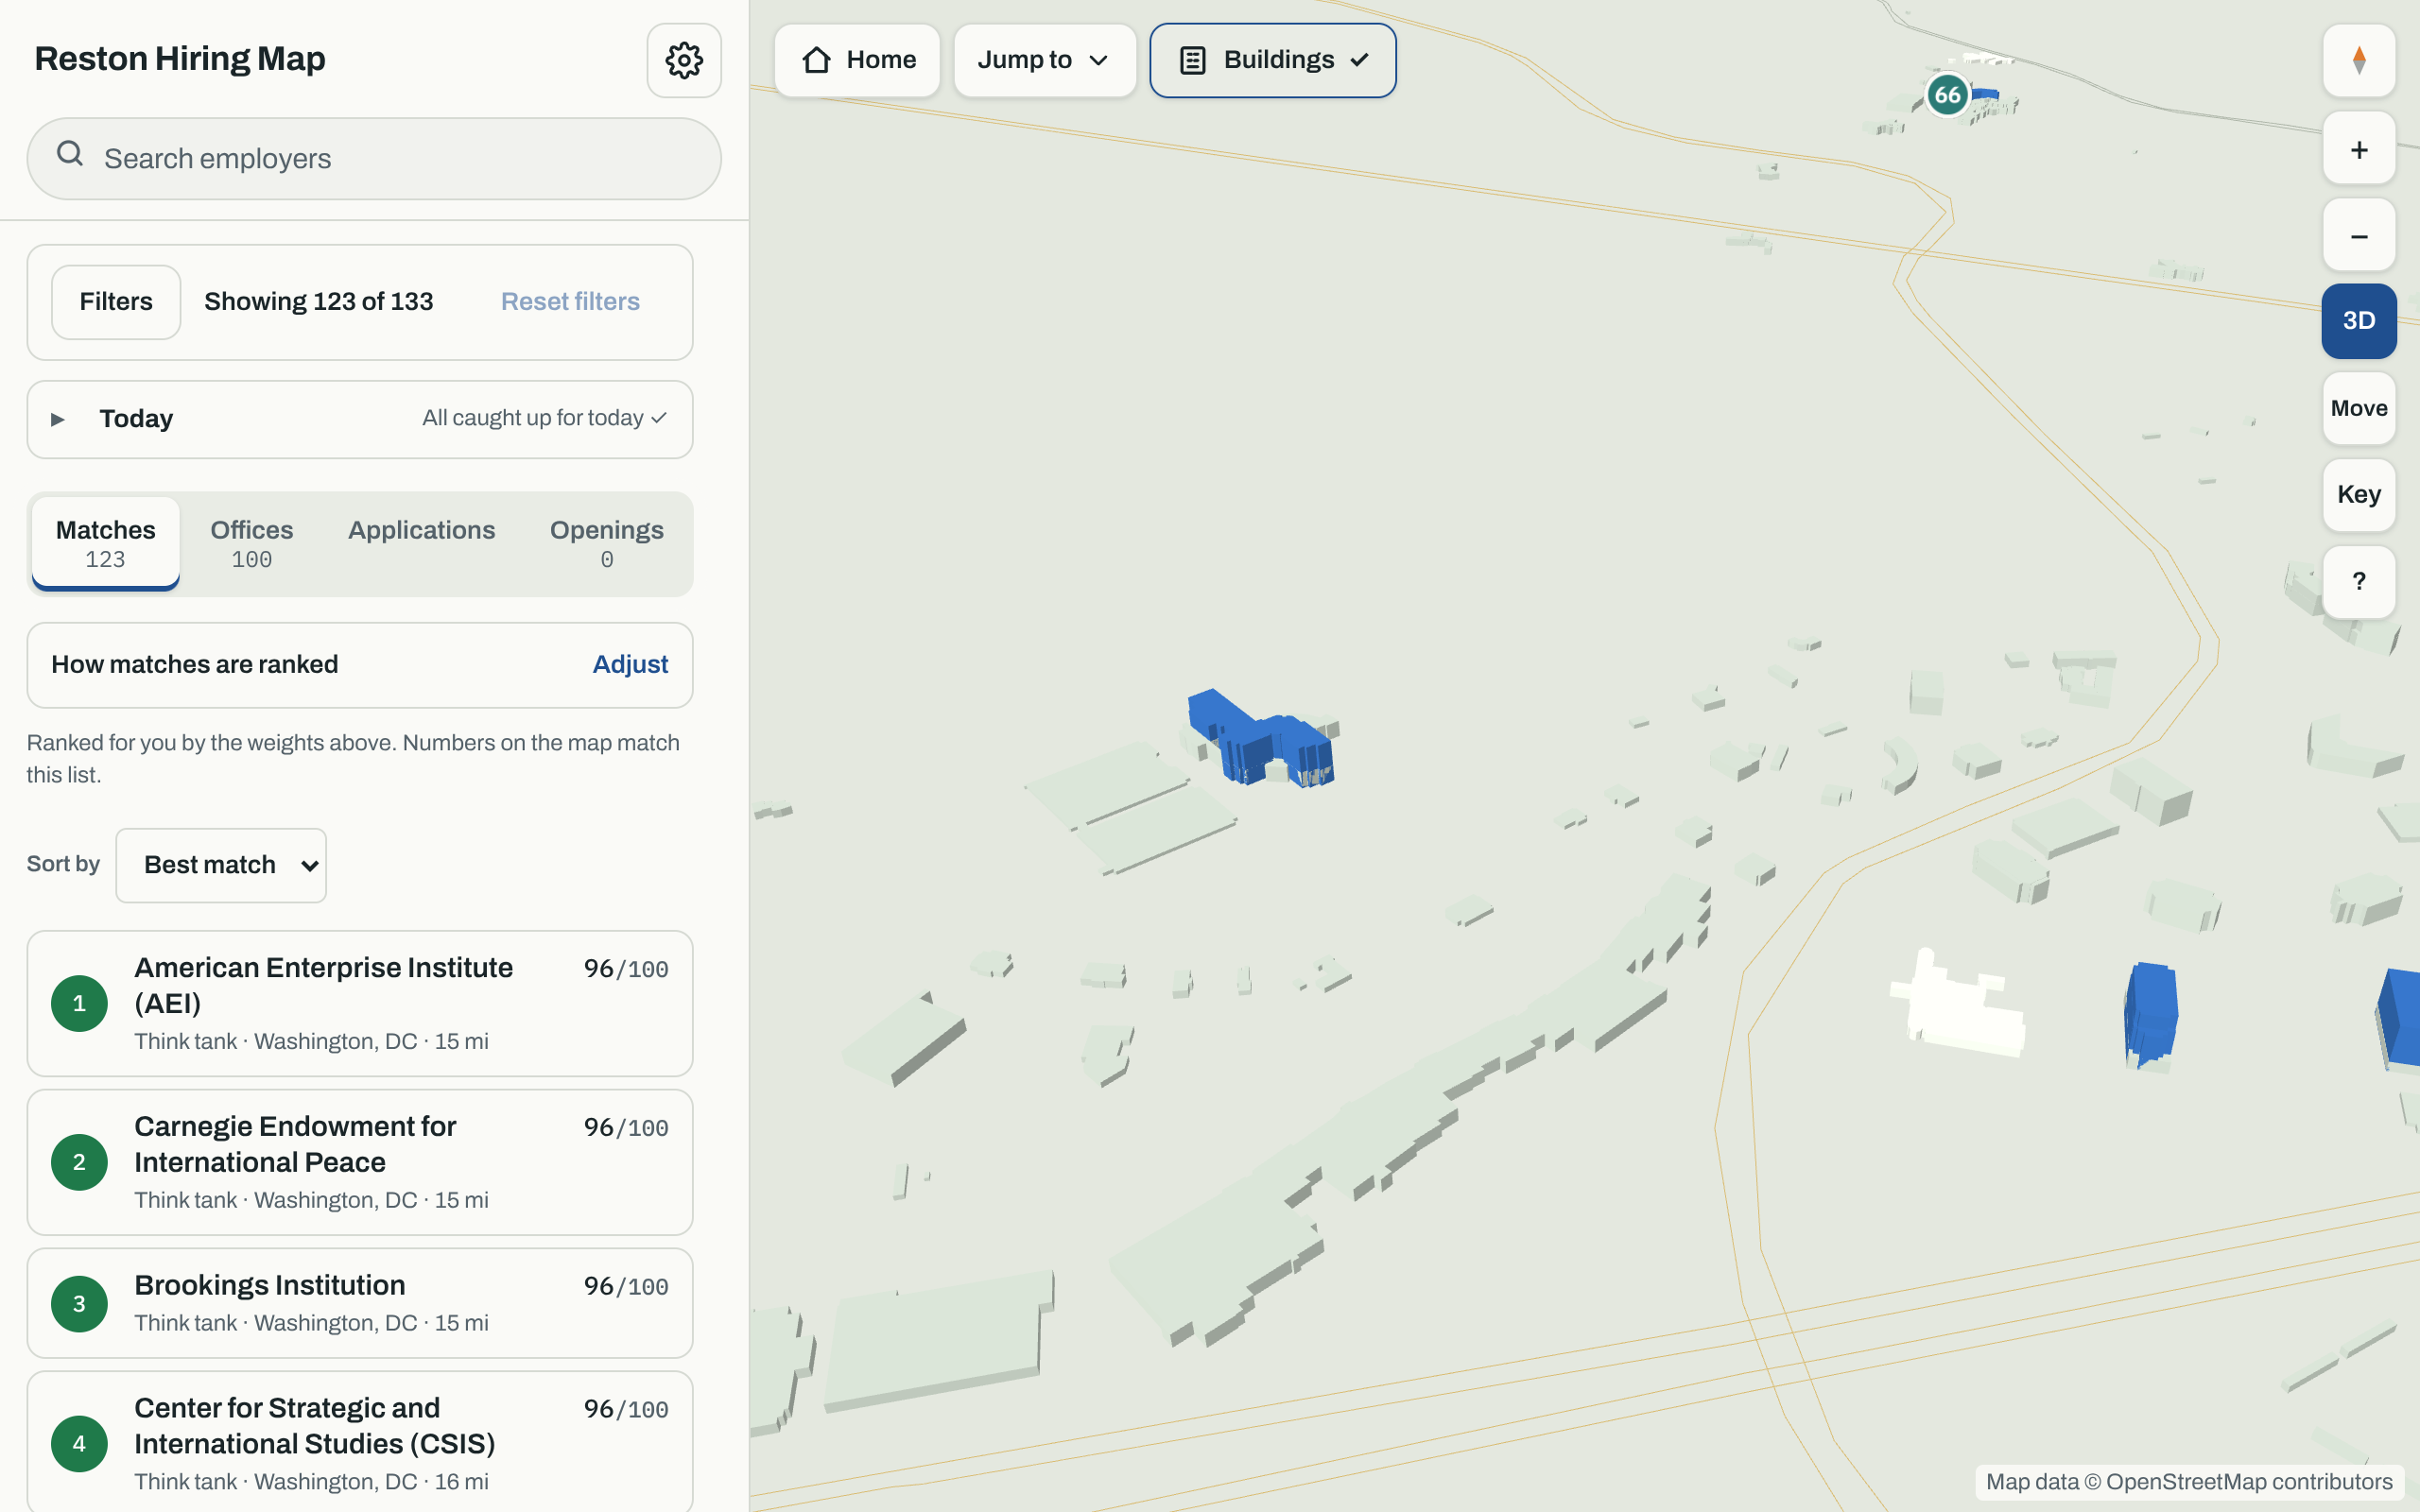 Reston Hiring Map
Search employers
Filters
Showing 123 of 133
Reset filters
Today
All caught up for today ✓
Matches
123
Offices
100
Applications
Openings
0
How matches are ranked
Adjust
Ranked for you by the weights above. Numbers on the map match
this list.
Sort by
Best match
1
American Enterprise Institute
(AEI)
96/100
Think tank · Washington, DC · 15 mi
2
Carnegie Endowment for
International Peace
96/100
Think tank · Washington, DC · 15 mi
3
Brookings Institution
96/100
Think tank · Washington, DC · 15 mi
4
Center for Strategic and
International Studies (CSIS)
96/100
Think tank · Washington, DC · 16 mi
Home
Jump to
Buildings
66
+
−
3D
Move
Key
?
Map data © OpenStreetMap contributors